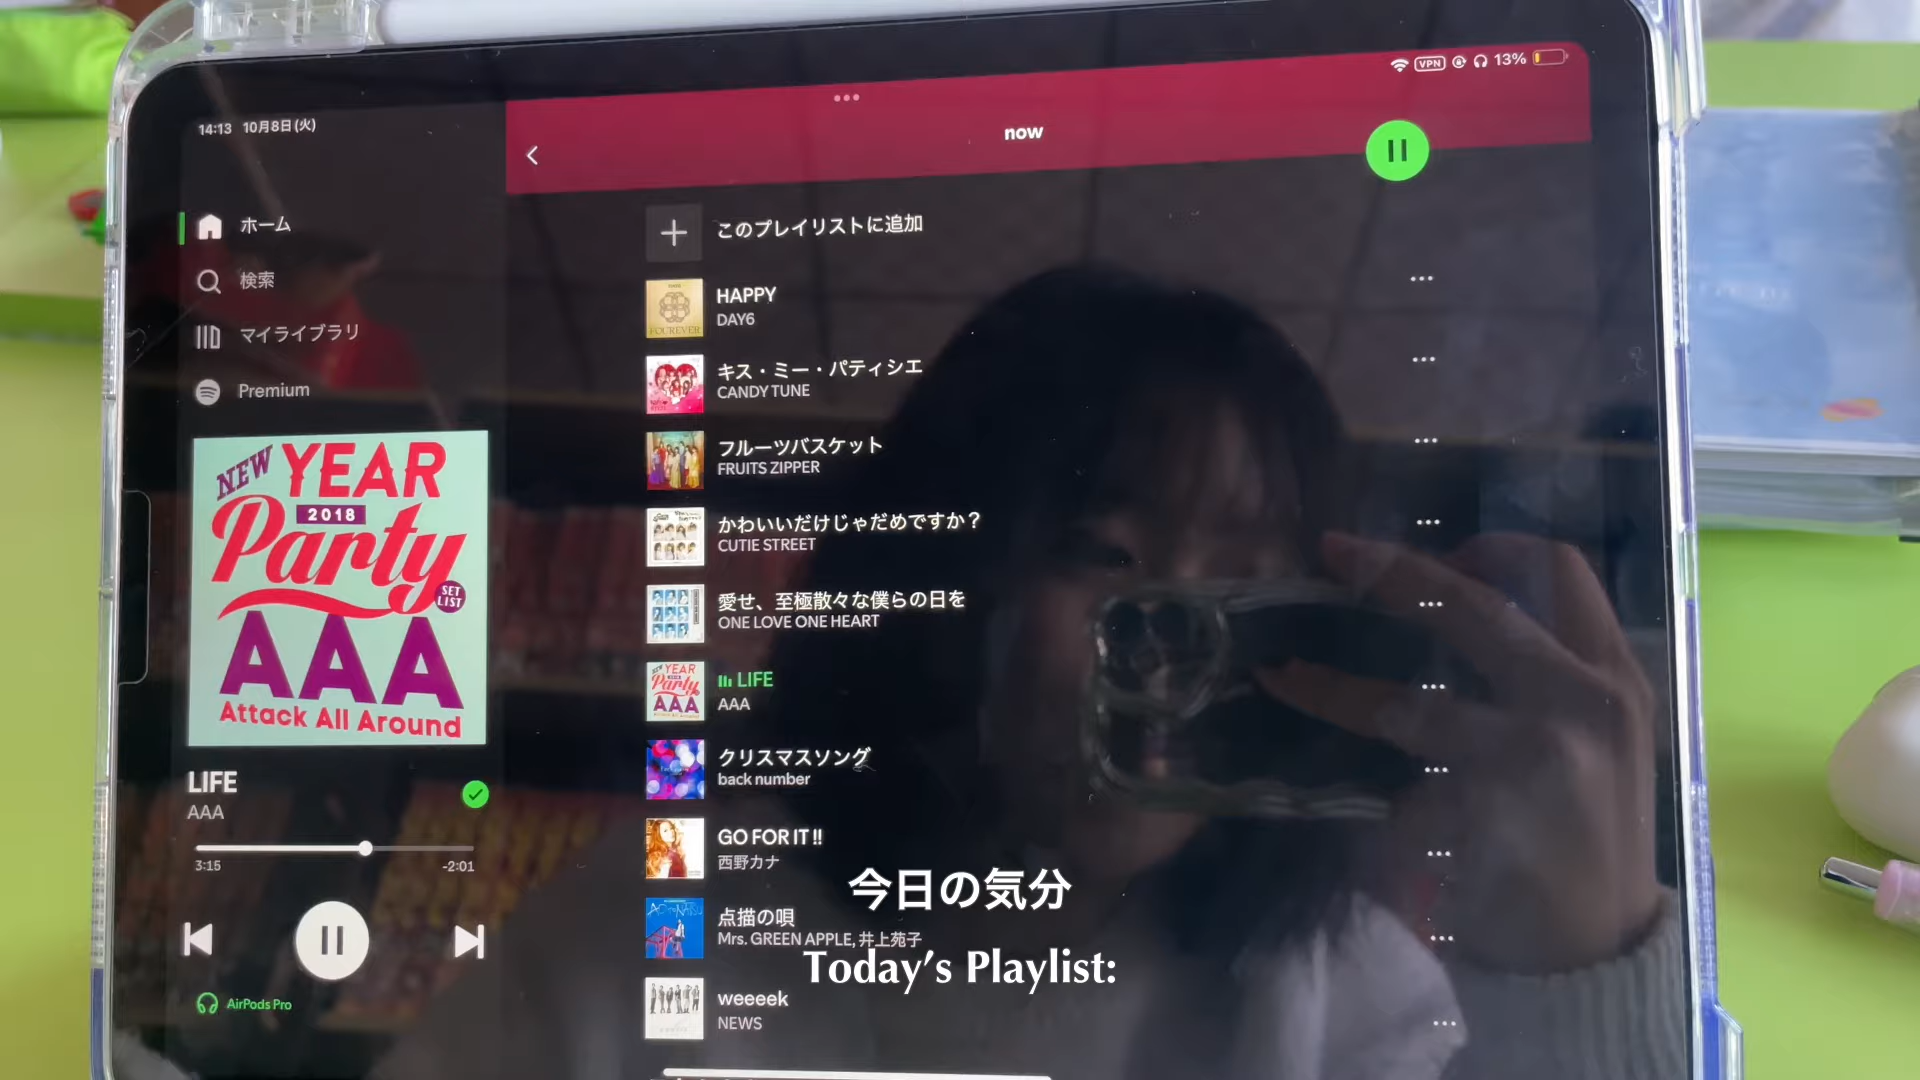 14:13 10月8日(火)
VPN 13%
now
ホーム
検索
マイライブラリ
Premium
NEW YEAR
2018
Party
SET LIST
AAA
Attack All Around
LIFE
AAA
3:15 -2:01
AirPods Pro
このプレイリストに追加
FOUREVER
HAPPY
DAY6
キス・ミー・パティシエ
CANDY TUNE
フルーツバスケット
FRUITS ZIPPER
かわいいだけじゃだめですか?
CUTIE STREET
愛せ、至極散々な僕らの日を
ONE LOVE ONE HEART
NEW YEAR
Party
AAA
LIFE
AAA
クリスマスソング
back number
GO FOR IT !!
西野カナ
点描の唄
Mrs. GREEN APPLE, 井上苑子
weeeek
NEWS
今日の気分
Today's Playlist: